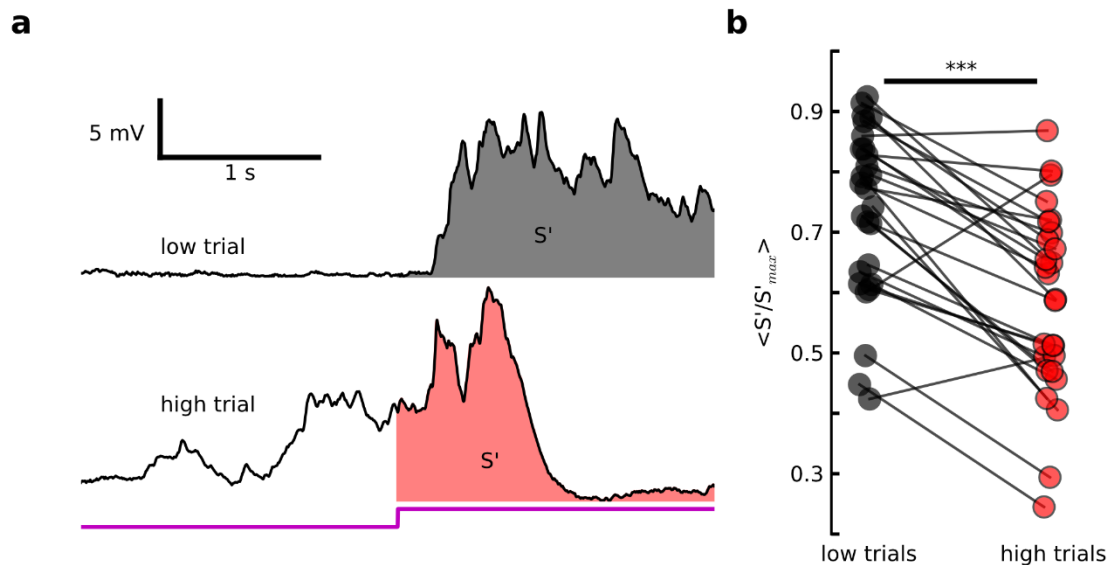 a
5 mV
1 s
low trial
S'
high trial
S'
b
***
0.9
0.7
0.5
0.3
<S'/S'max>
low trials
high trials